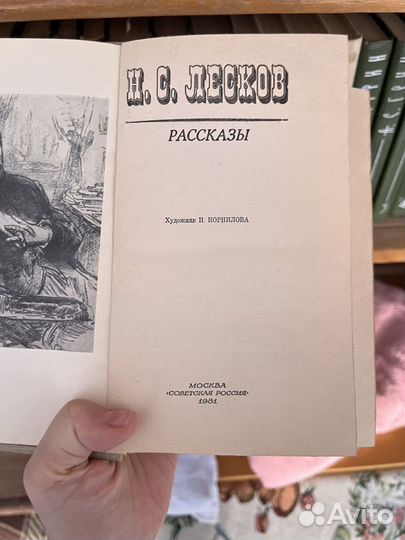 Н. С. ЛЕСКОВ
РАССКАЗЫ
Художник Н. КОРНИЛОВА
МОСКВА
«СОВЕТСКАЯ РОССИЯ»
1981
Avito